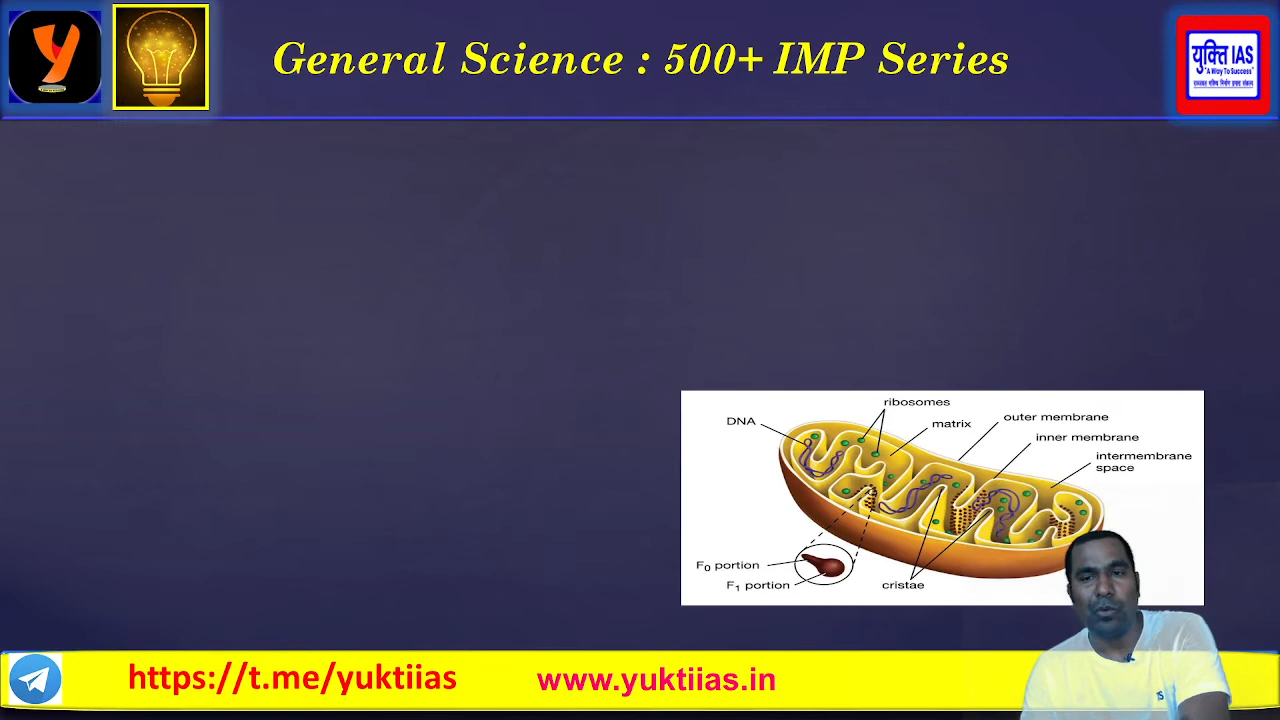 General Science : 500+ IMP Series
y
युक्ति IAS
"A Way To Success"
ribosomes
DNA
matrix
outer membrane
inner membrane
intermembrane
space
F0 portion
F1 portion
cristae
https://t.me/yuktiias
www.yuktiias.in